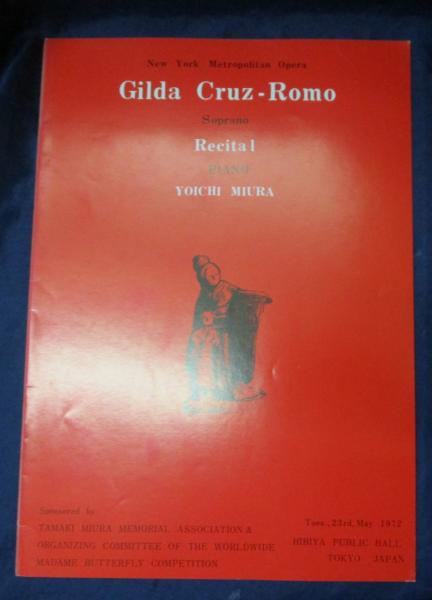 New York Metropolitan Opera
Gilda Cruz-Romo
Soprano
Recital
PIANO
YOICHI MIURA
Sponsered by
TAMAKI MIURA MEMORIAL ASSOCIATION &
ORGANIZING COMMITTEE OF THE WORLDWIDE
MADAME BUTTERFLY COMPETITION
Tues., 23rd, May 1972
HIBIYA PUBLIC HALL
TOKYO JAPAN